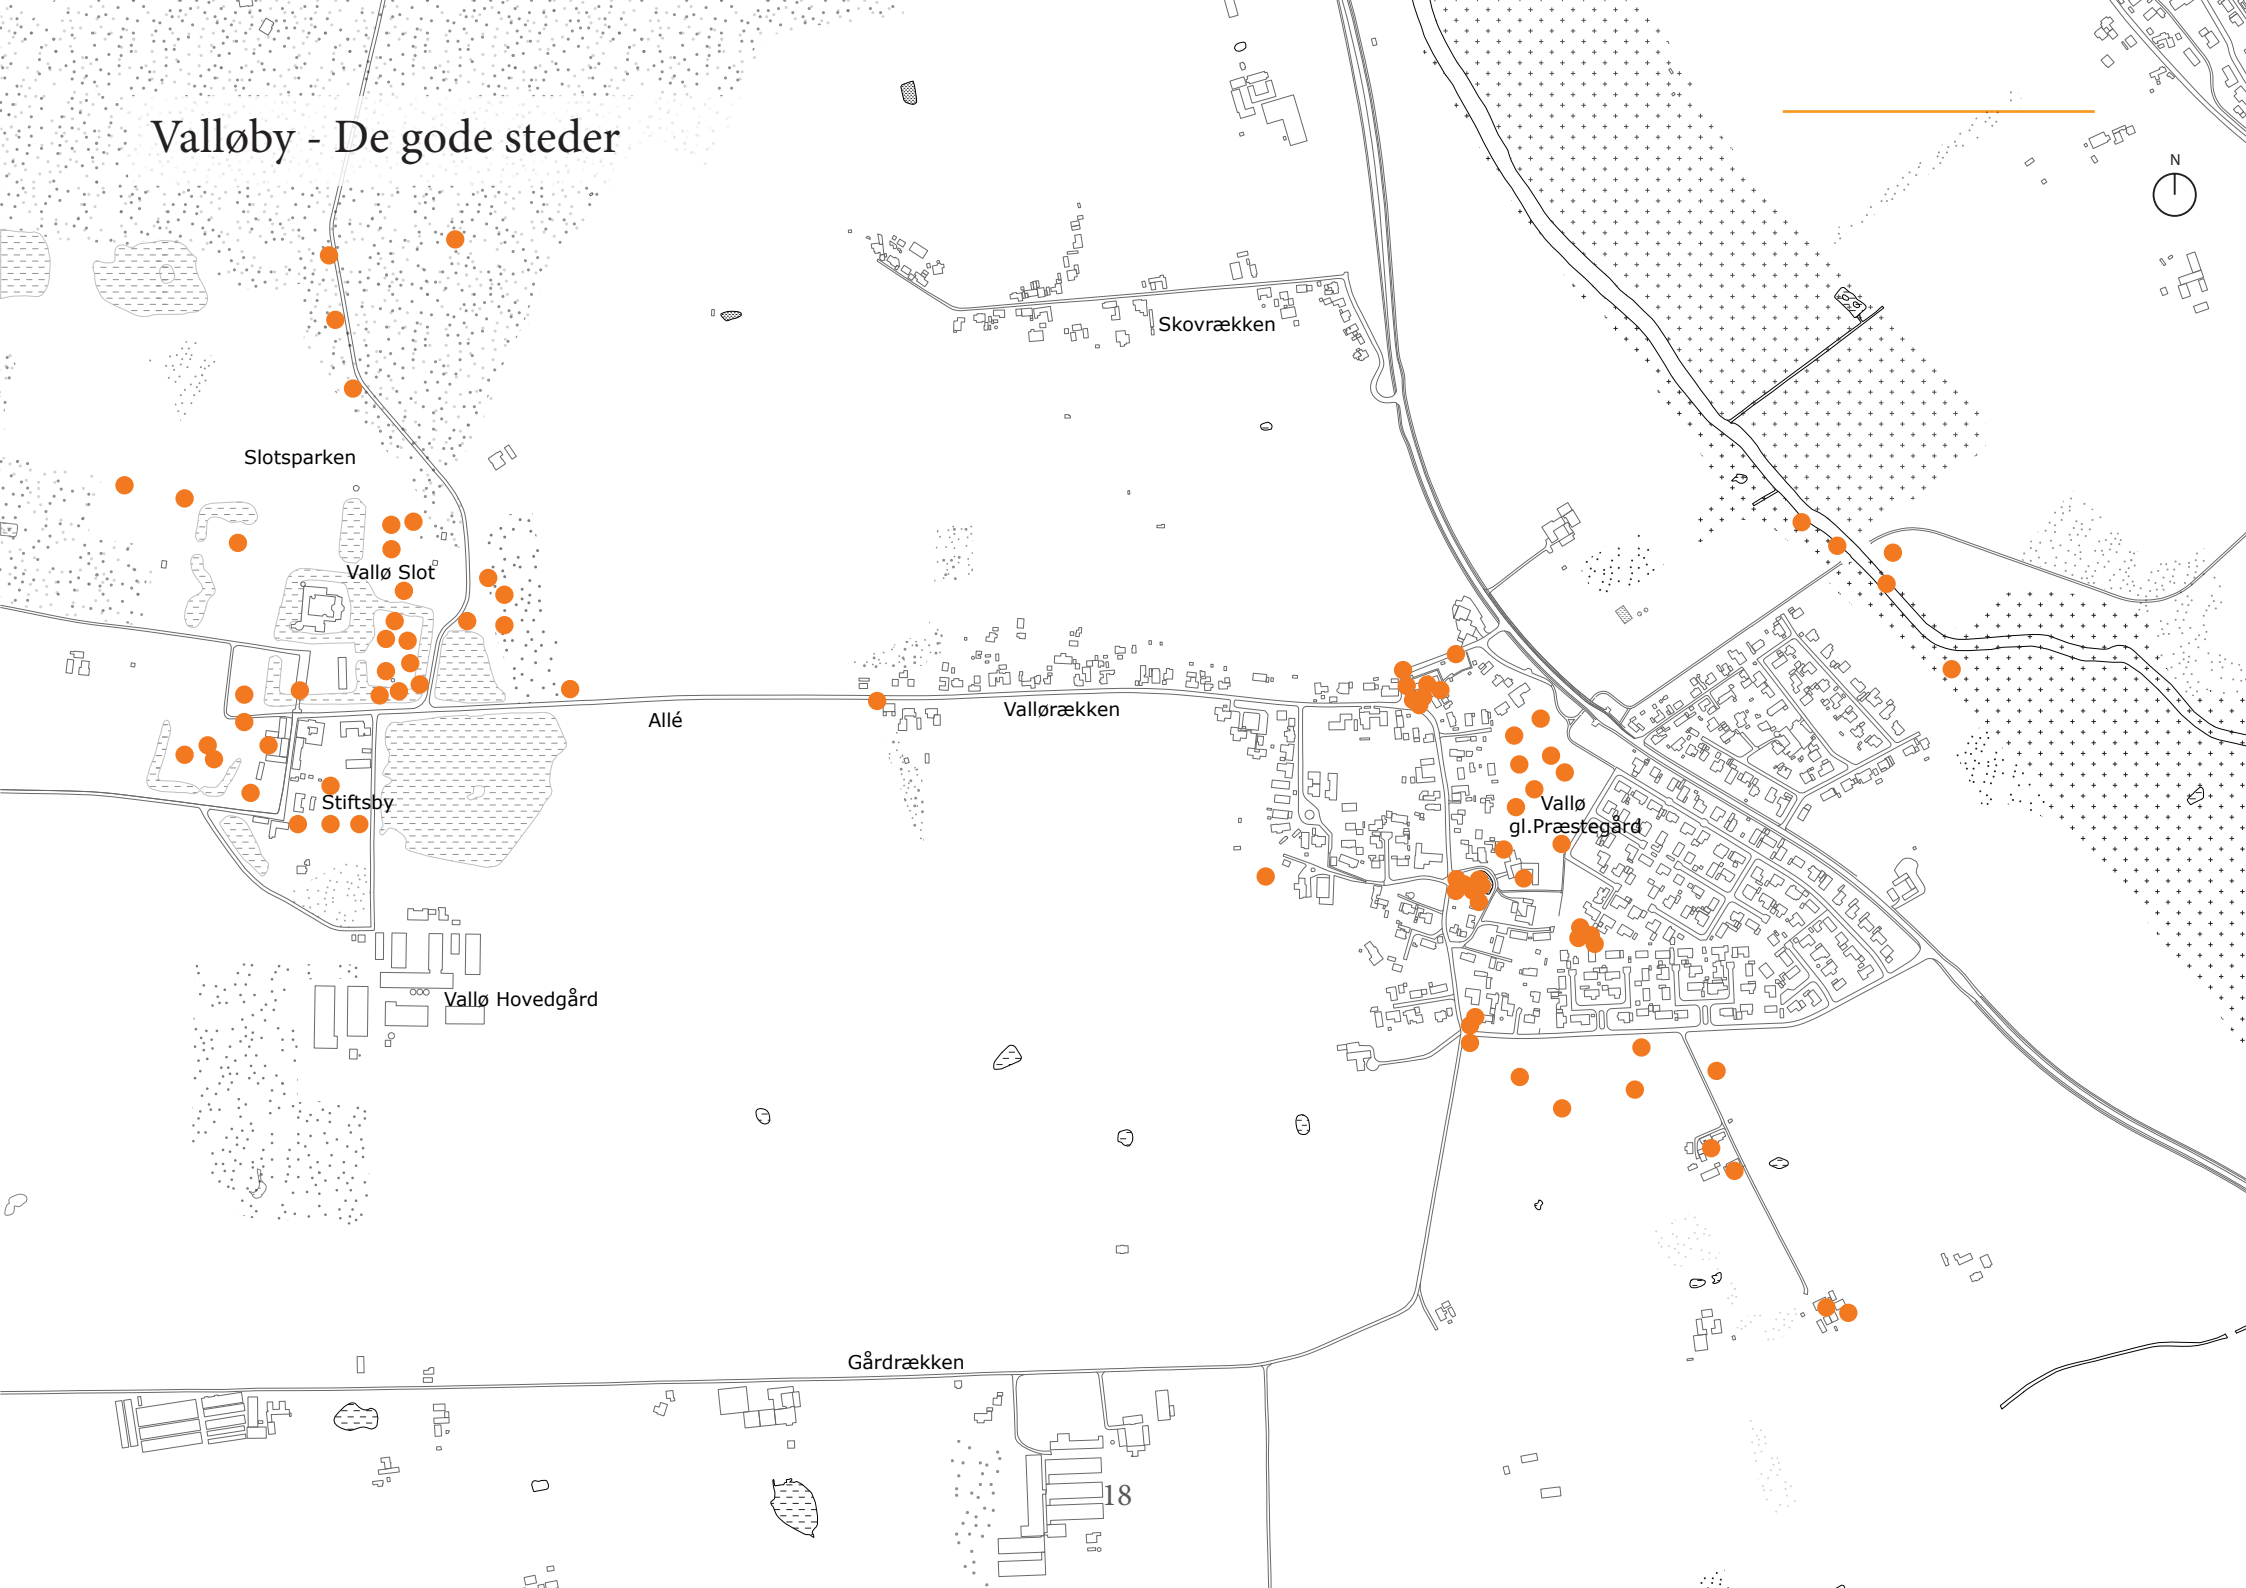 Valløby - De gode steder
N
Skovrækken
Slotsparken
Vallø Slot
Vallørækken
Allé
Stiftsby
Vallø
gl.Præstegård
Vallø Hovedgård
Gårdrækken
18